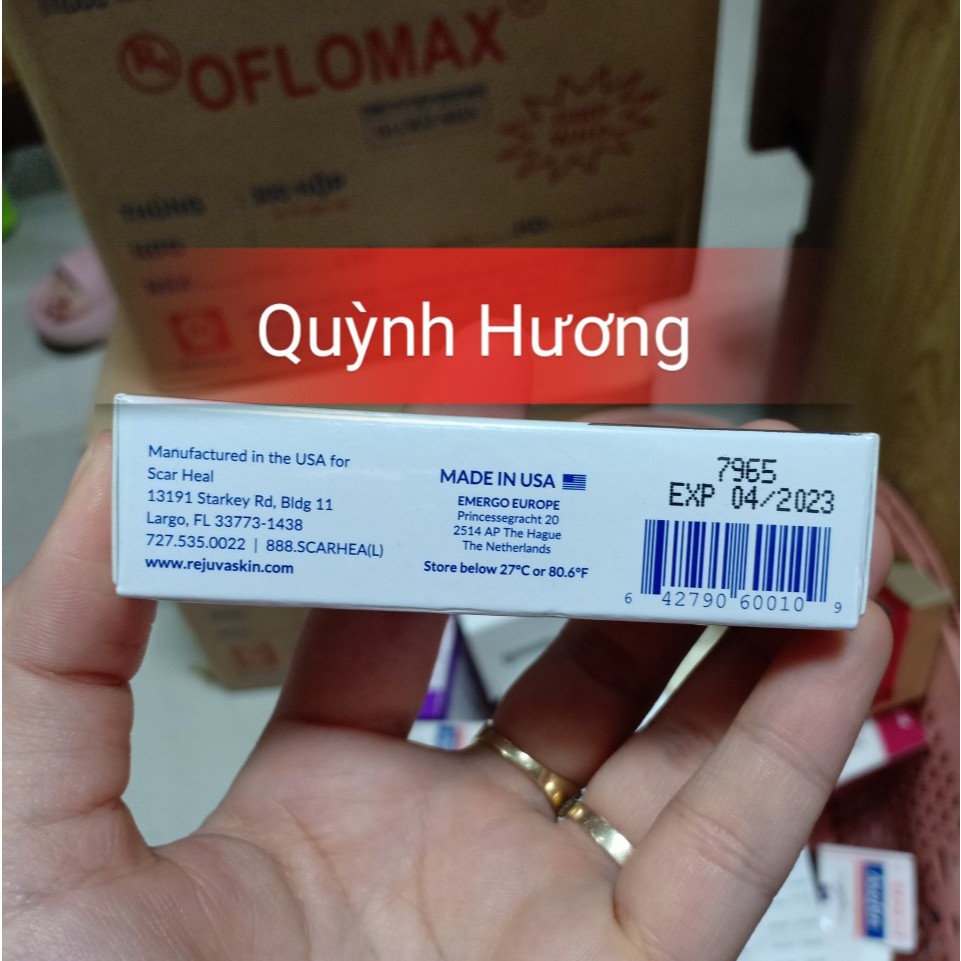 OFLOMAX
THÙNG
Quỳnh Hương
Manufactured in the USA for
Scar Heal
13191 Starkey Rd, Bldg 11
Largo, FL 33773-1438
727.535.0022 | 888.SCARHEA(L)
www.rejuvaskin.com
MADE IN USA
EMERGO EUROPE
Princessegracht 20
2514 AP The Hague
The Netherlands
Store below 27°C or 80.6°F
7965
EXP 04/2023
6 42790 60010 9